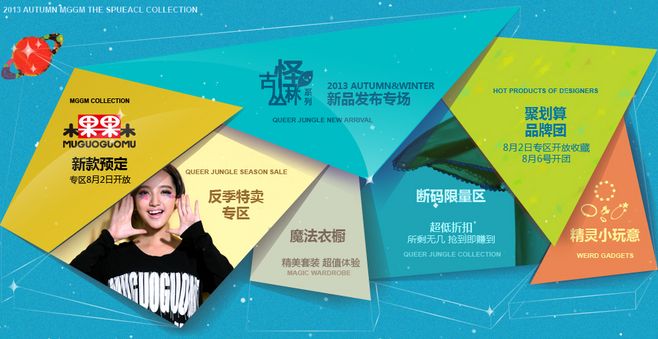 2013 AUTUMN MGGM THE SPUEACL COLLECTION
MGGM COLLECTION
木果果木
MUGUOGUOMU
新款预定
专区8月2日开放
古怪丛林系列
2013 AUTUMN&WINTER
新品发布专场
QUEER JUNGLE NEW ARRIVAL
HOT PRODUCTS OF DESIGNERS
聚划算
品牌团
8月2日专区开放收藏
8月6号开团
QUEER JUNGLE SEASON SALE
反季特卖
专区
魔法衣橱
精美套装 超值体验
MAGIC WARDROBE
断码限量区
超低折扣
所剩无几 抢到即赚到
QUEER JUNGLE COLLECTION
精灵小玩意
WEIRD GADGETS
MUGUOGUOMU